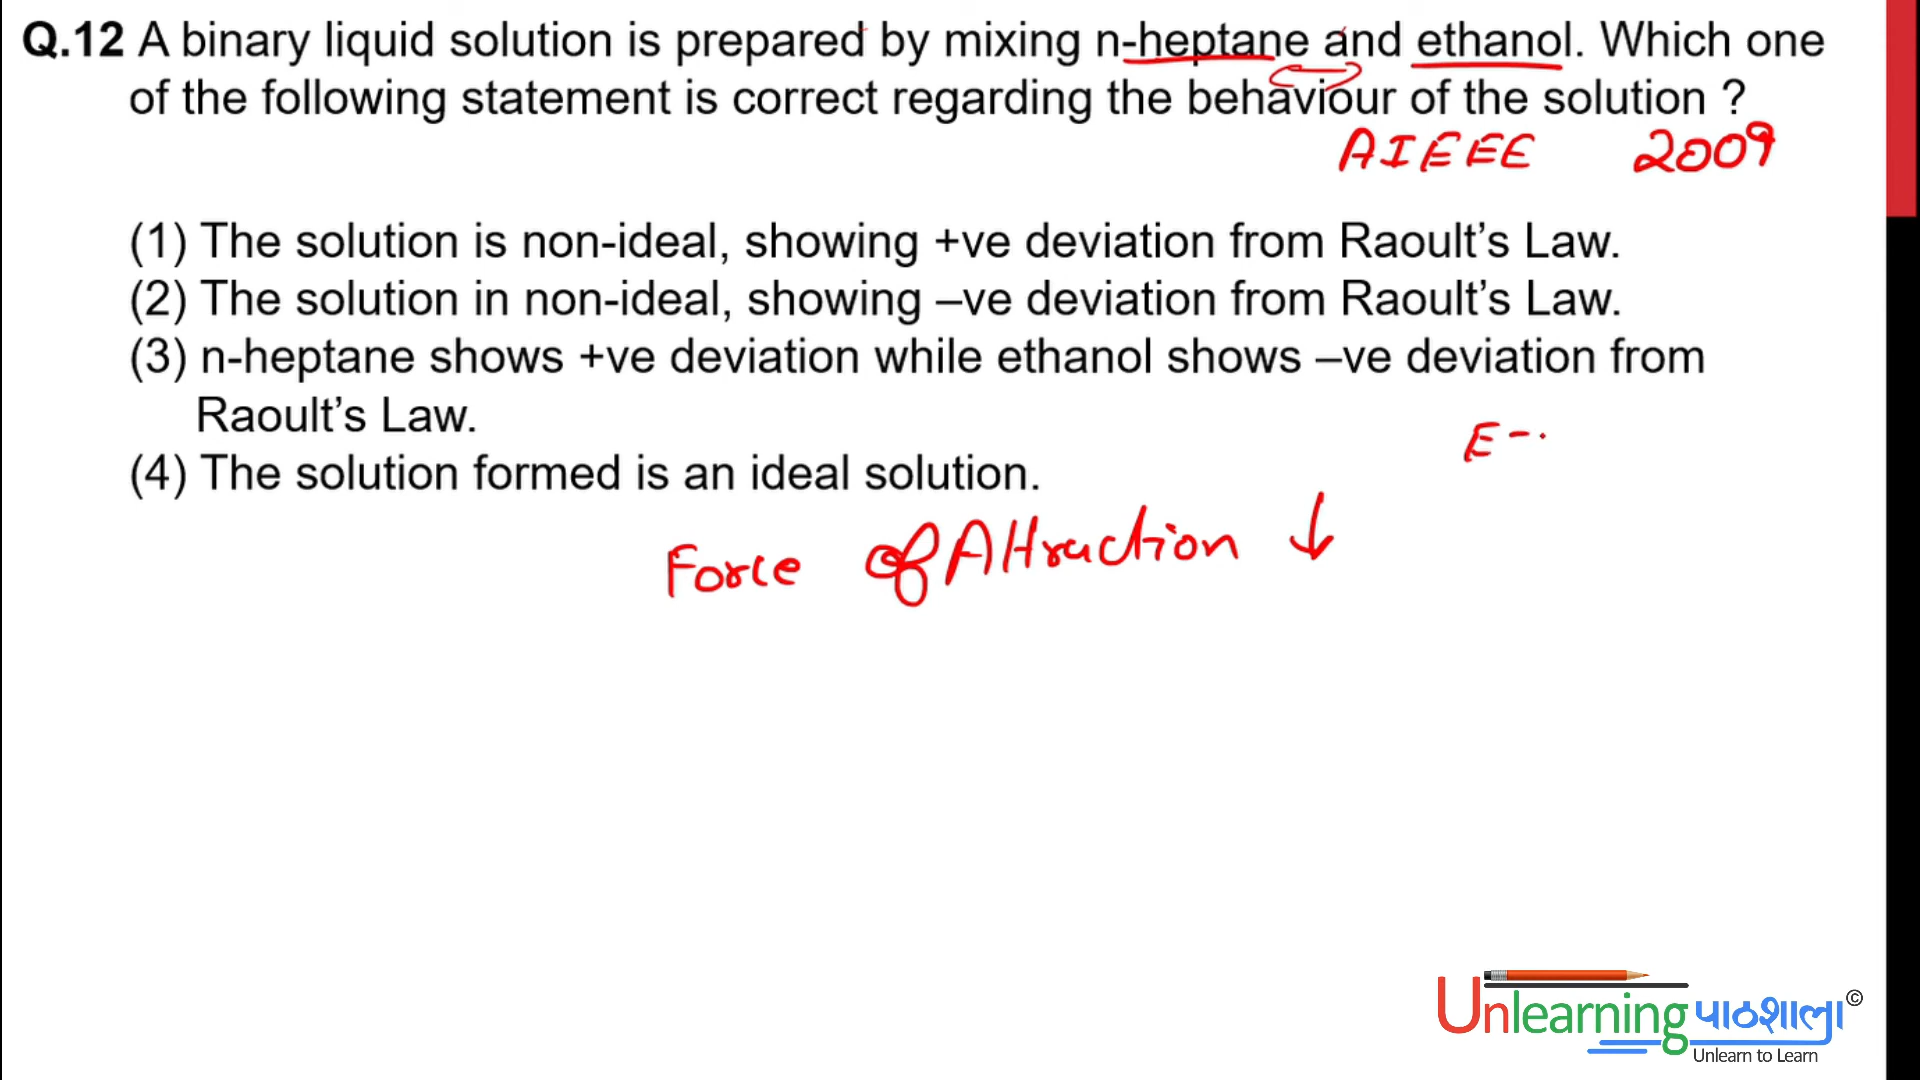 Q.12 A binary liquid solution is prepared by mixing n-heptane and ethanol. Which one
of the following statement is correct regarding the behaviour of the solution ?
AIEEE 2009
(1) The solution is non-ideal, showing +ve deviation from Raoult’s Law.
(2) The solution in non-ideal, showing –ve deviation from Raoult’s Law.
(3) n-heptane shows +ve deviation while ethanol shows –ve deviation from
Raoult’s Law.
E -.
(4) The solution formed is an ideal solution.
Force of Attraction ↓
Unlearning पाठशाला ©
Unlearn to Learn